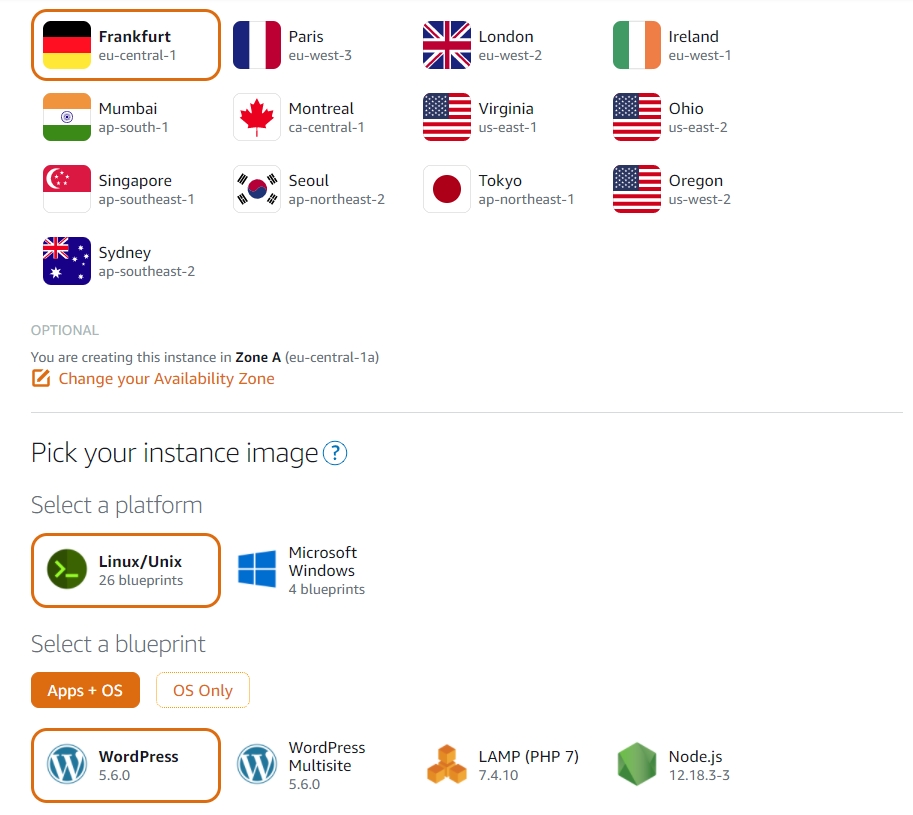 Frankfurt
eu-central-1
Paris
eu-west-3
London
eu-west-2
Ireland
eu-west-1
Mumbai
ap-south-1
Montreal
ca-central-1
Virginia
us-east-1
Ohio
us-east-2
Singapore
ap-southeast-1
Seoul
ap-northeast-2
Tokyo
ap-northeast-1
Oregon
us-west-2
Sydney
ap-southeast-2
OPTIONAL
You are creating this instance in Zone A (eu-central-1a)
Change your Availability Zone
Pick your instance image ?
Select a platform
Linux/Unix
26 blueprints
Microsoft
Windows
4 blueprints
Select a blueprint
Apps + OS
OS Only
WordPress
5.6.0
WordPress
Multisite
5.6.0
LAMP (PHP 7)
7.4.10
Node.js
12.18.3-3